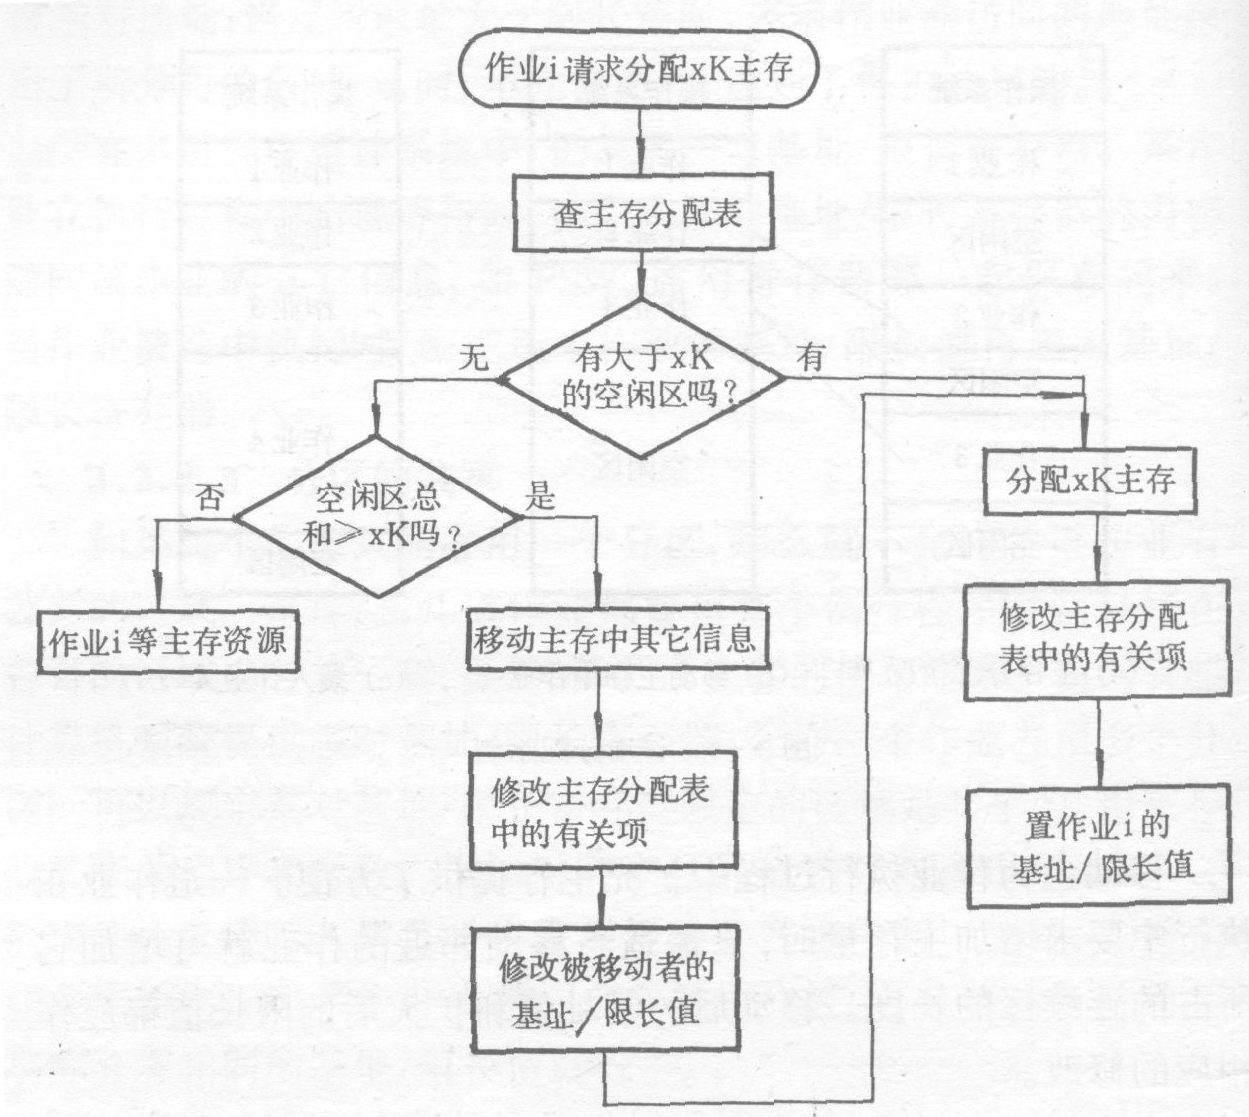 作业i请求分配xK主存
查主存分配表
有大于xK
的空闲区吗?
无
有
空闲区总
和≥xK吗?
否
是
分配xK主存
作业i等主存资源
移动主存中其它信息
修改主存分配
表中的有关项
修改主存分配表
中的有关项
置作业i的
基址/限长值
修改被移动者的
基址/限长值